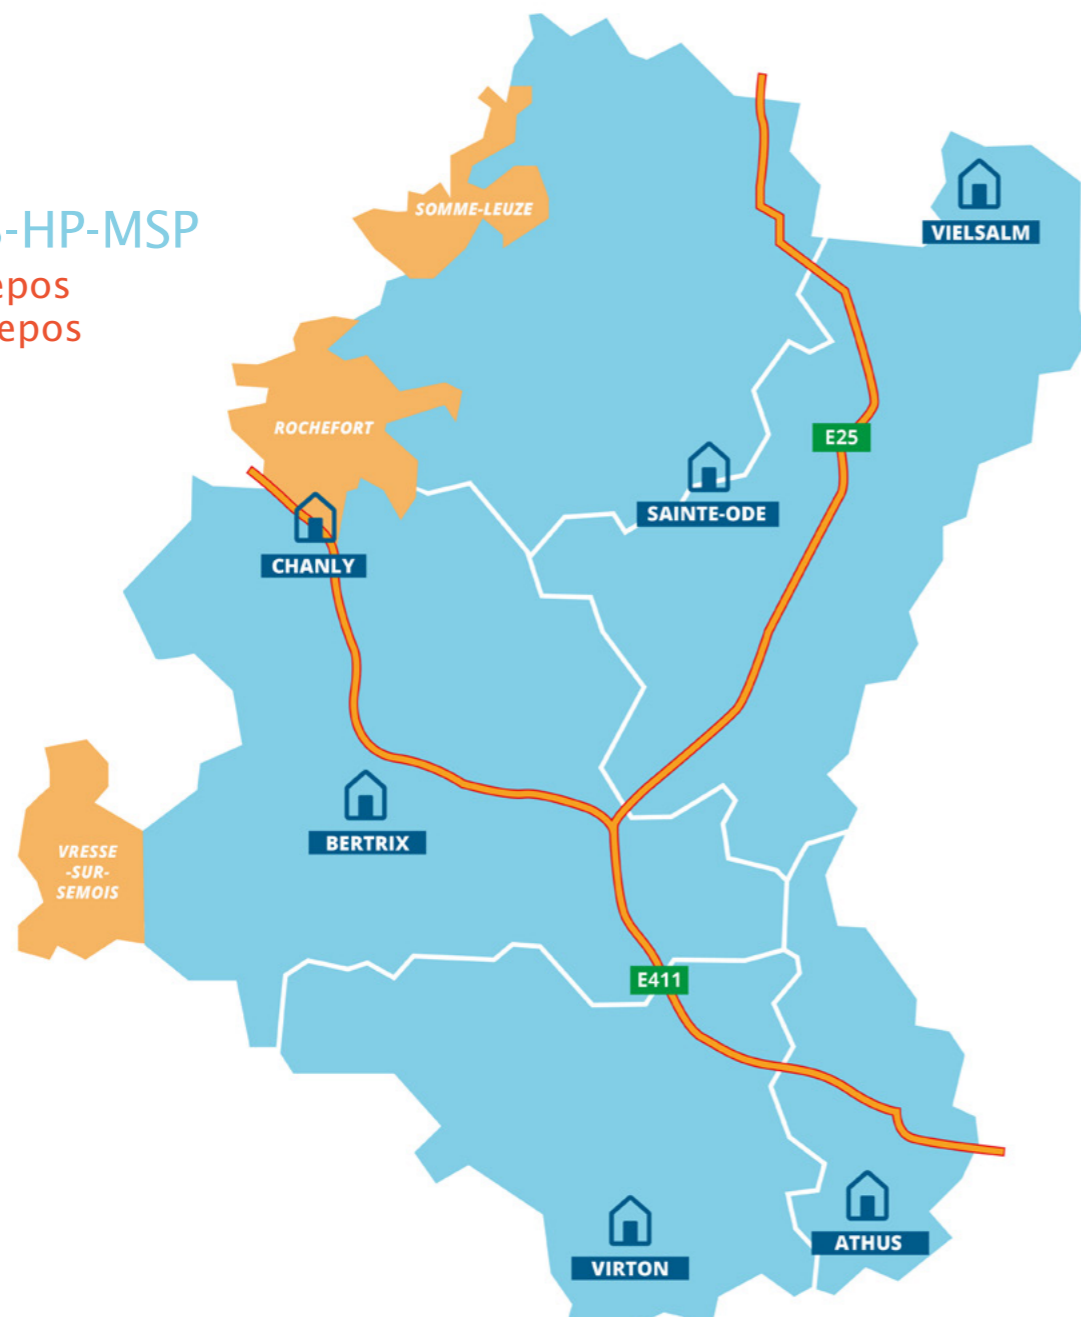 -HP-MSP
epos
epos
SOMME-LEUZE
VIELSALM
ROCHEFORT
E25
SAINTE-ODE
CHANLY
BERTRIX
VRESSE
-SUR-
SEMOIS
E411
ATHUS
VIRTON